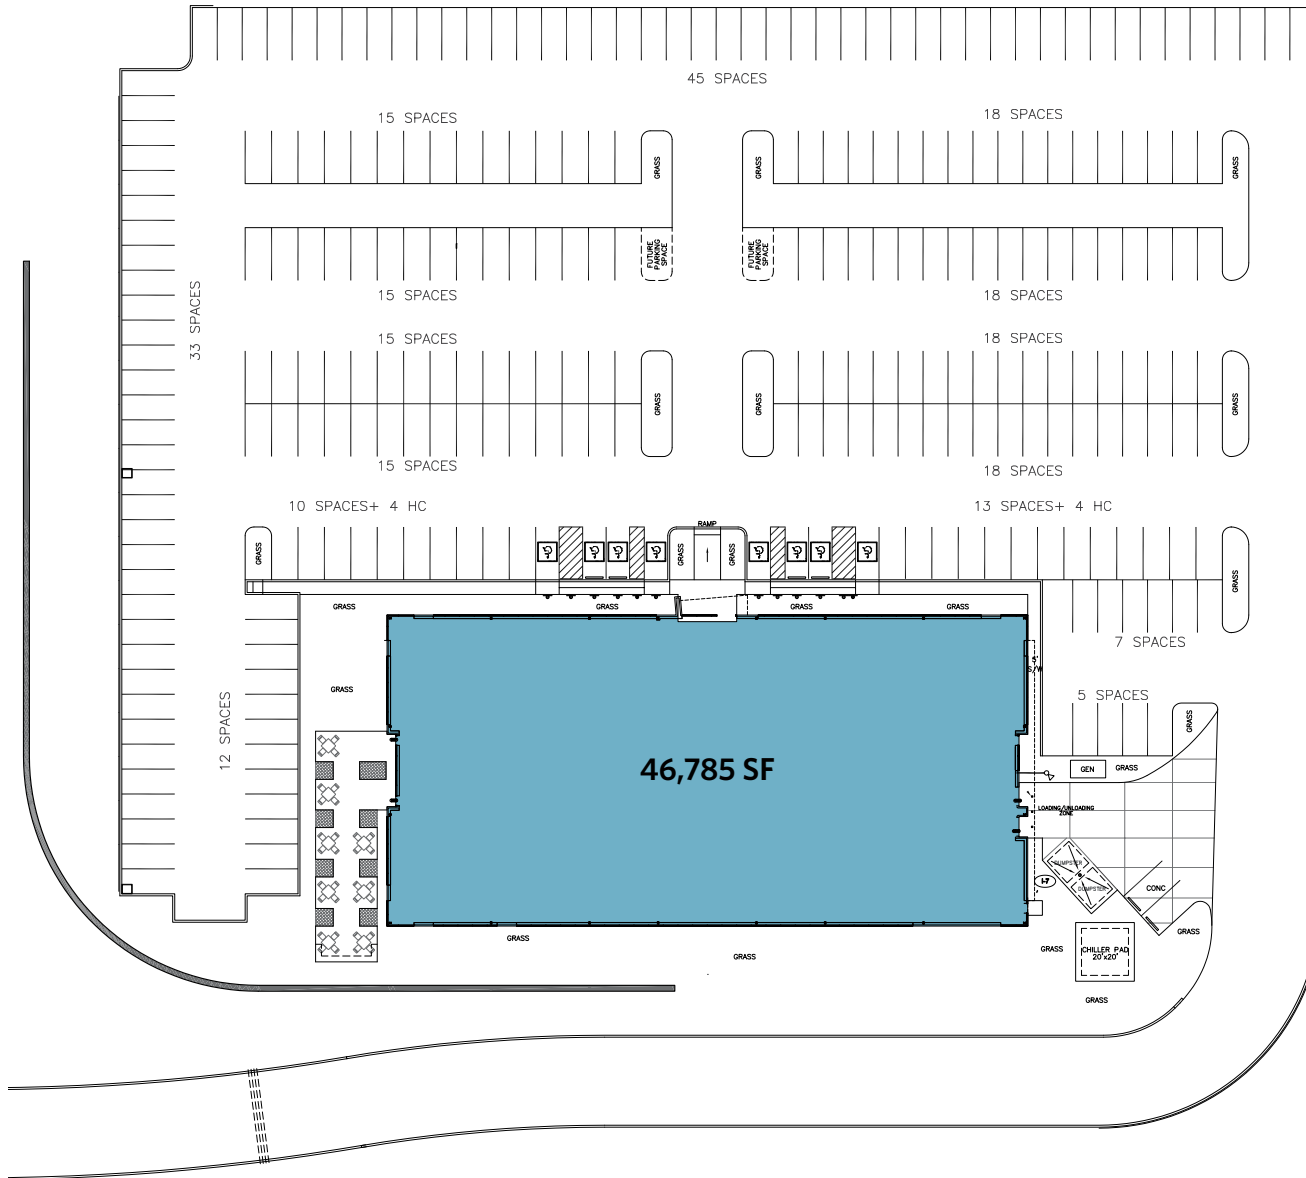 45 SPACES
15 SPACES
18 SPACES
GRASS
GRASS
GRASS
FUTURE
PARKING
SPACE
FUTURE
PARKING
SPACE
15 SPACES
18 SPACES
33 SPACES
15 SPACES
18 SPACES
GRASS
GRASS
GRASS
15 SPACES
18 SPACES
10 SPACES+ 4 HC
13 SPACES+ 4 HC
RAMP
GRASS
GRASS
GRASS
GRASS
GRASS
GRASS
GRASS
GRASS
7 SPACES
5'
S/W
GRASS
5 SPACES
GRASS
12 SPACES
46,785 SF
GEN
GRASS
LOADING/UNLOADING
ZONE
DUMPSTER
DUMPSTER
I-7
CONC
GRASS
GRASS
GRASS
GRASS
CHILLER PAD
20'x20'
GRASS